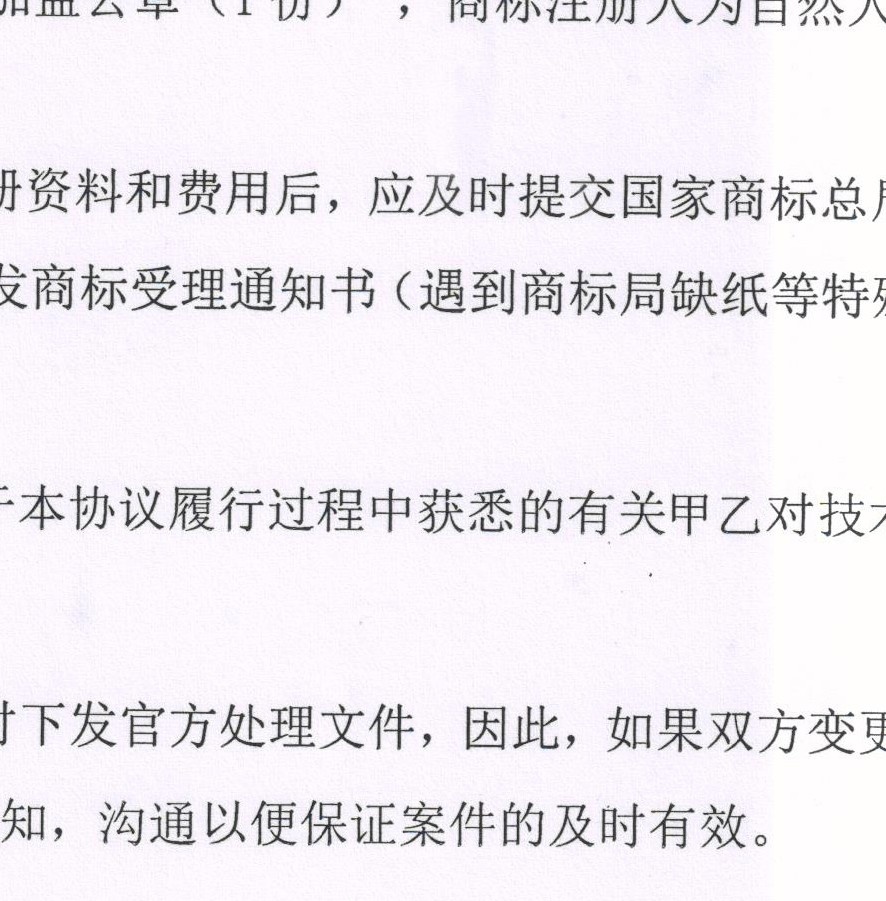 加盖公章（1份），商标注册人为自然人
册资料和费用后，应及时提交国家商标总局
发商标受理通知书（遇到商标局缺纸等特殊
于本协议履行过程中获悉的有关甲乙对技术
时下发官方处理文件，因此，如果双方变更
知，沟通以便保证案件的及时有效。